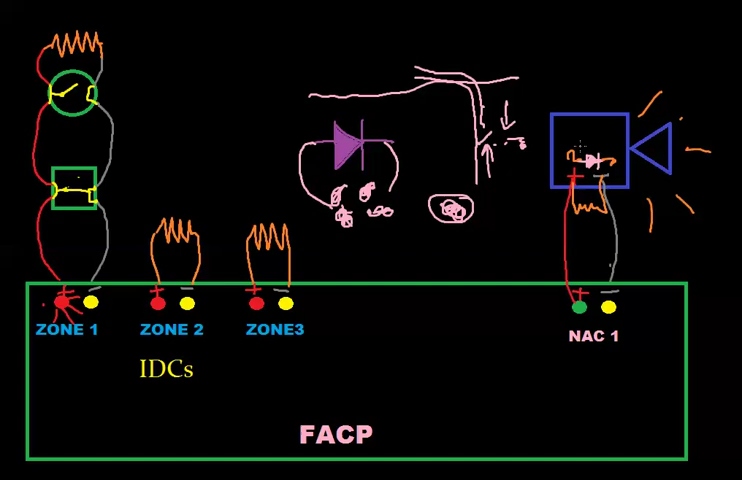 ZONE 1
ZONE 2
ZONE3
NAC 1
IDCs
FACP